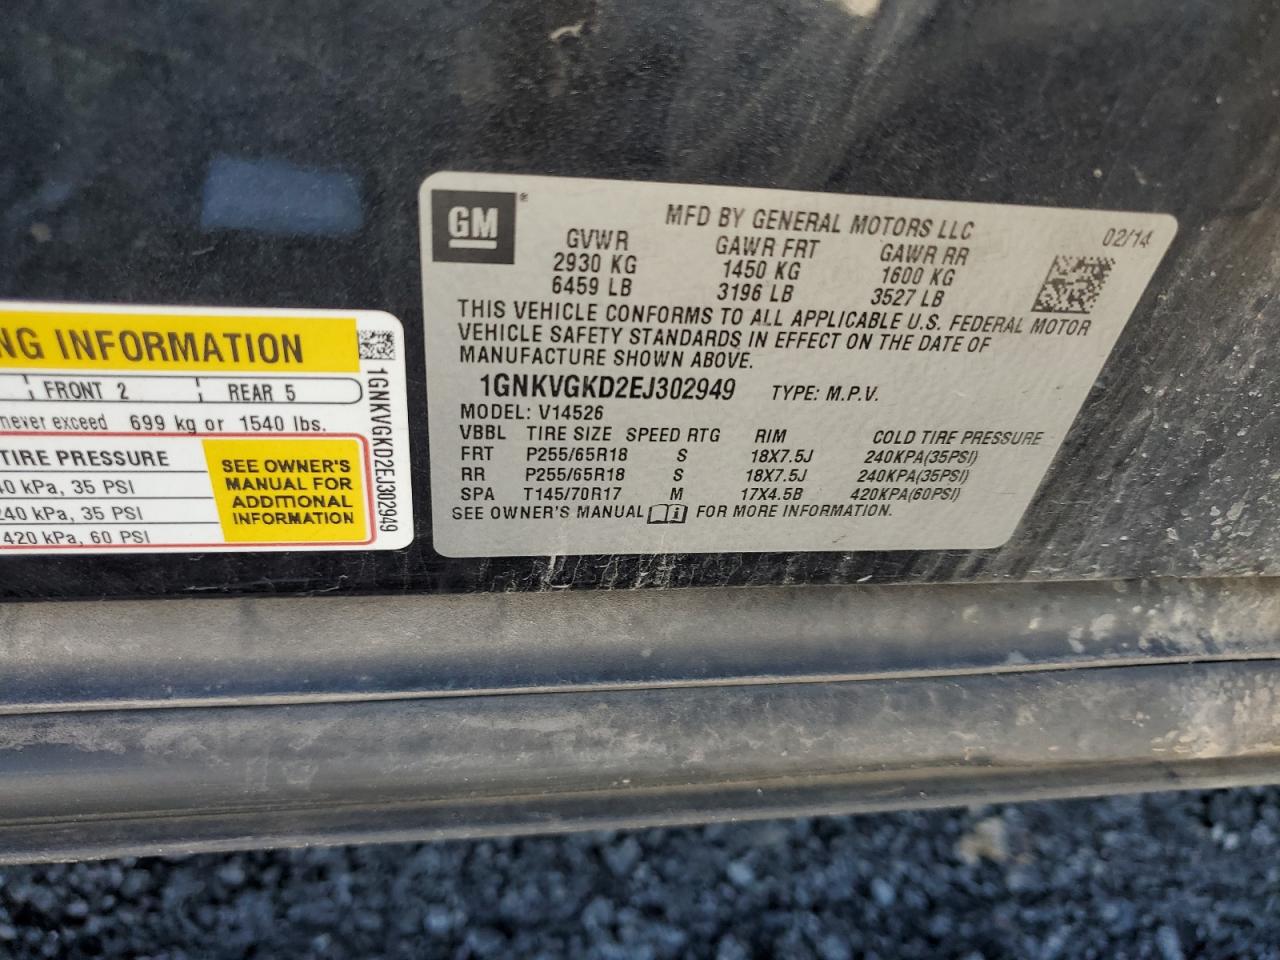 NG INFORMATION
FRONT 2 REAR 5
never exceed 699 kg or 1540 lbs.
TIRE PRESSURE
40 kPa, 35 PSI
240 kPa, 35 PSI
420 kPa, 60 PSI
SEE OWNER'S
MANUAL FOR
ADDITIONAL
INFORMATION
1GNKVGKD2EJ302949
GM ®
MFD BY GENERAL MOTORS LLC
02/14
GVWR GAWR FRT GAWR RR
2930 KG 1450 KG 1600 KG
6459 LB 3196 LB 3527 LB
THIS VEHICLE CONFORMS TO ALL APPLICABLE U.S. FEDERAL MOTOR
VEHICLE SAFETY STANDARDS IN EFFECT ON THE DATE OF
MANUFACTURE SHOWN ABOVE.
1GNKVGKD2EJ302949 TYPE: M.P.V.
MODEL: V14526
VBBL TIRE SIZE SPEED RTG RIM COLD TIRE PRESSURE
FRT P255/65R18 S 18X7.5J 240KPA(35PSI)
RR P255/65R18 S 18X7.5J 240KPA(35PSI)
SPA T145/70R17 M 17X4.5B 420KPA(60PSI)
SEE OWNER'S MANUAL FOR MORE INFORMATION.